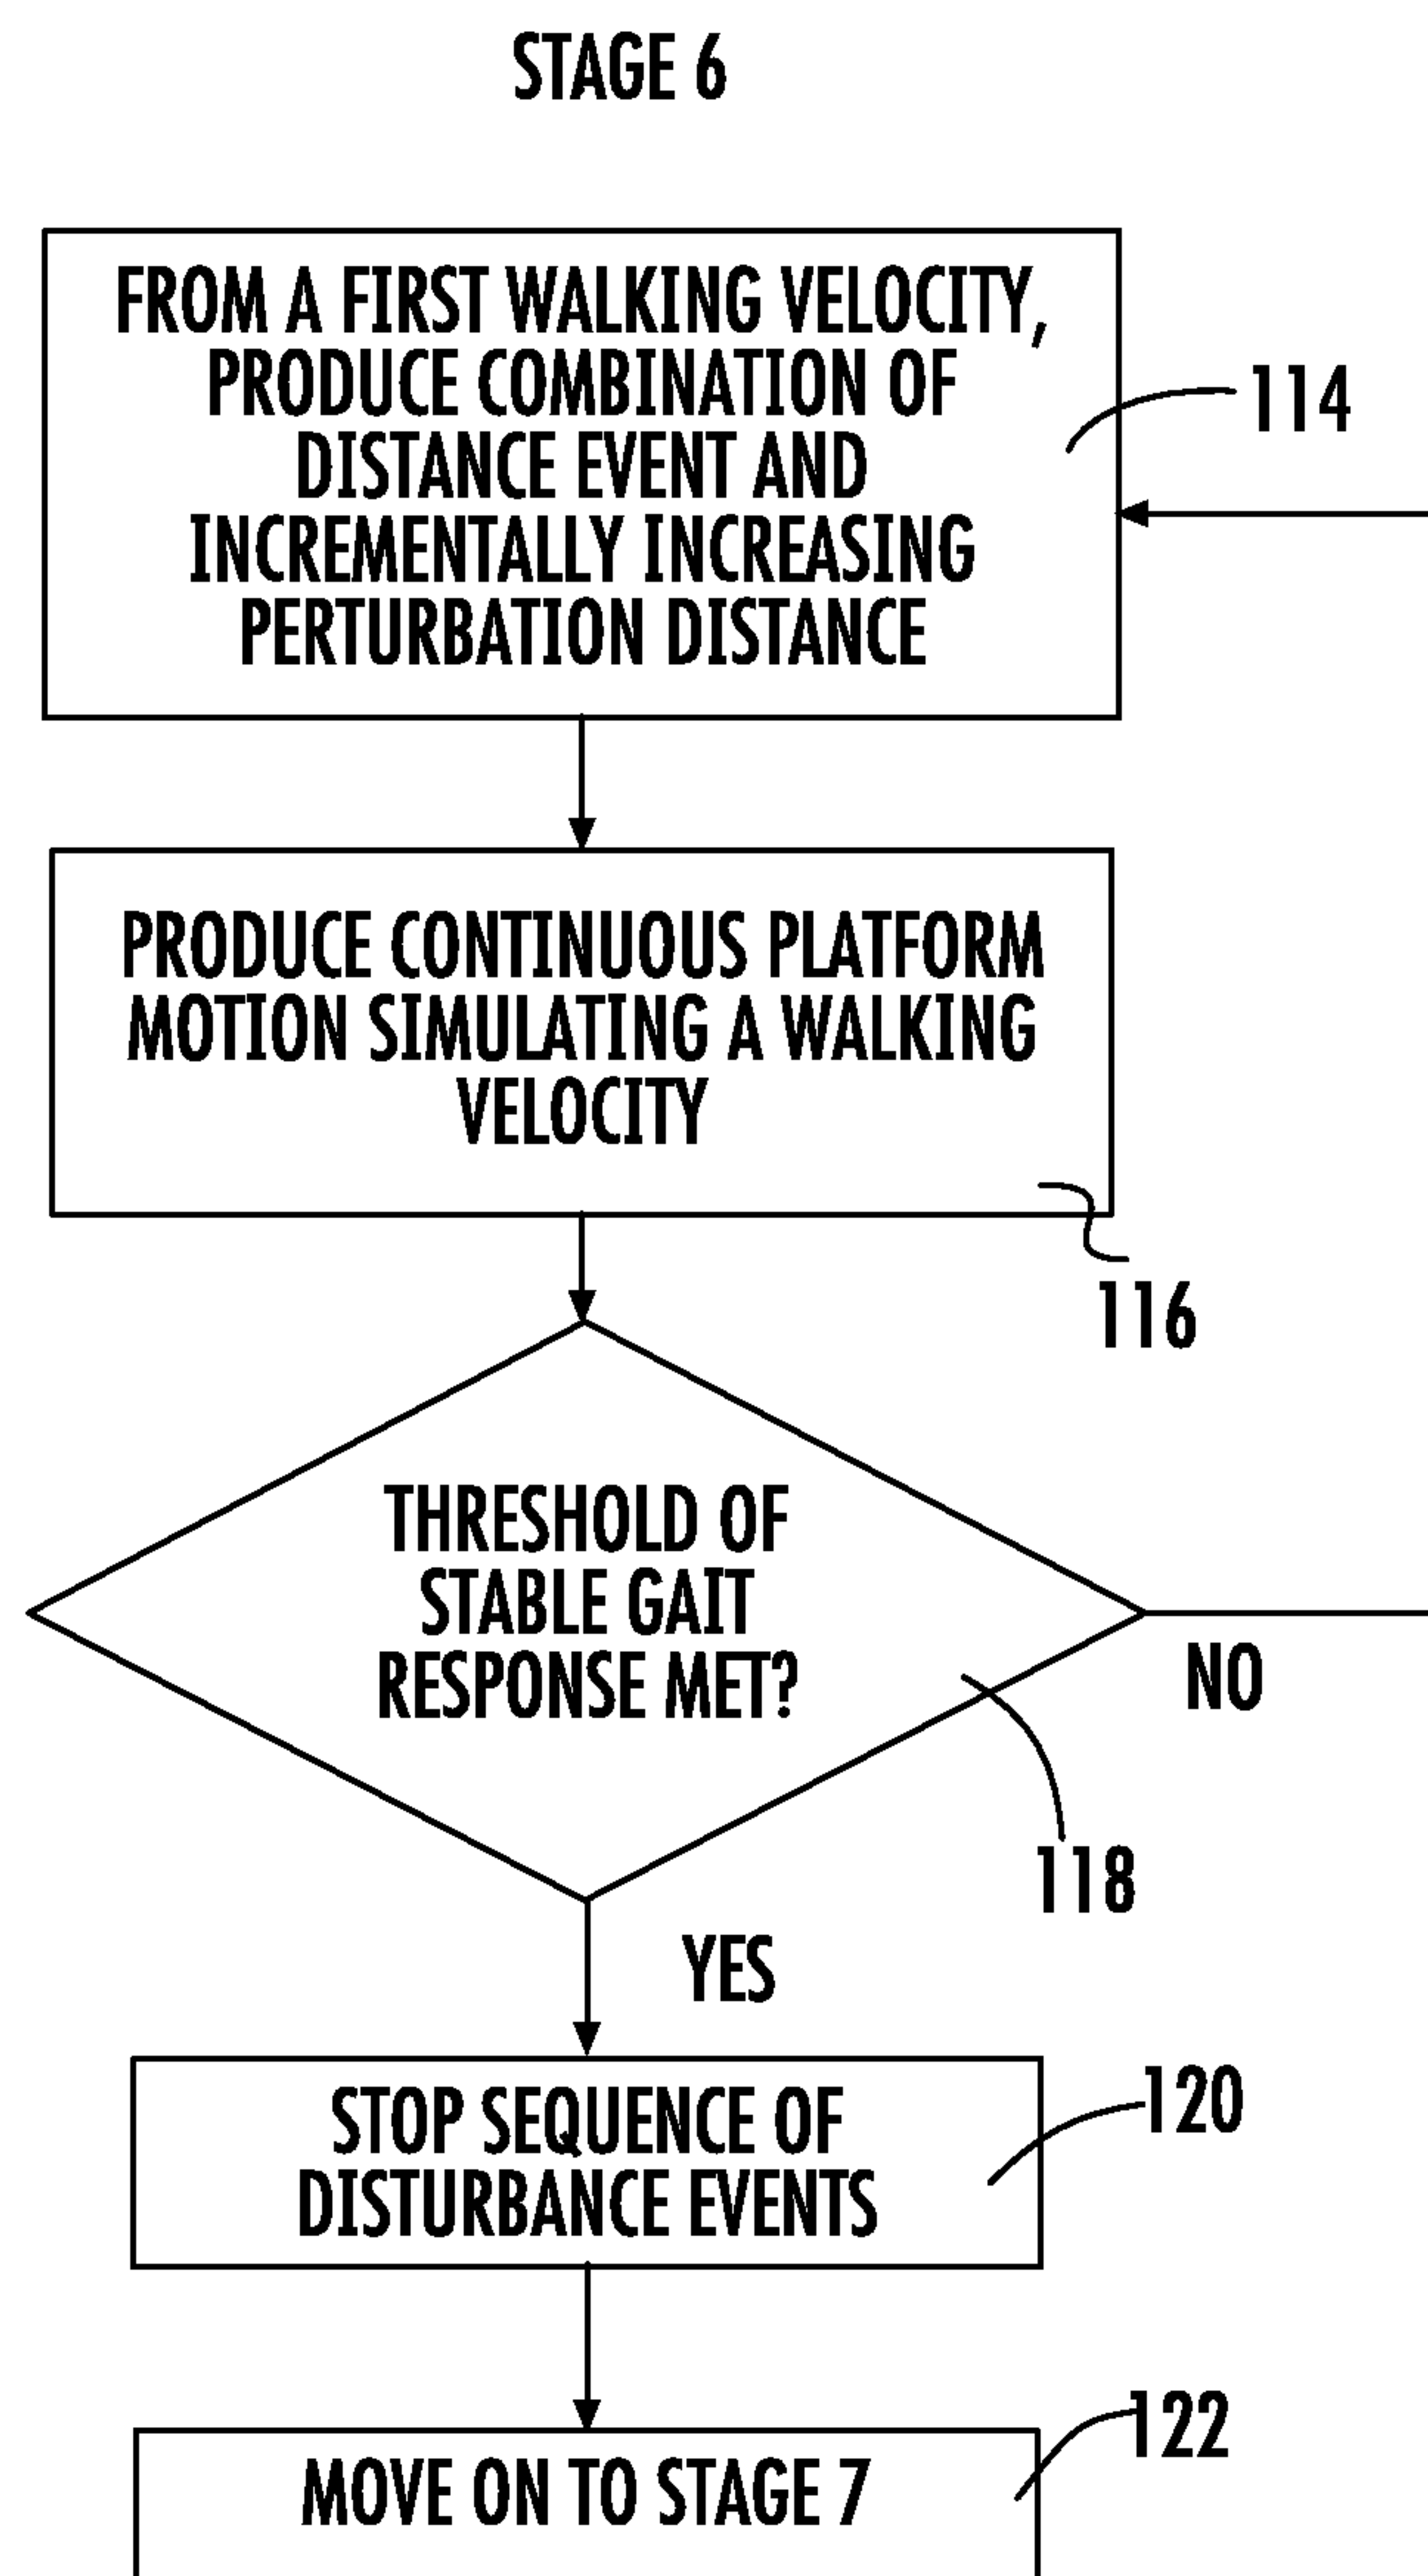 STAGE 6
FROM A FIRST WALKING VELOCITY,
PRODUCE COMBINATION OF
DISTANCE EVENT AND
INCREMENTALLY INCREASING
PERTURBATION DISTANCE
114
PRODUCE CONTINUOUS PLATFORM
MOTION SIMULATING A WALKING
VELOCITY
116
THRESHOLD OF
STABLE GAIT
RESPONSE MET?
NO
118
YES
STOP SEQUENCE OF
DISTURBANCE EVENTS
120
122
MOVE ON TO STAGE 7